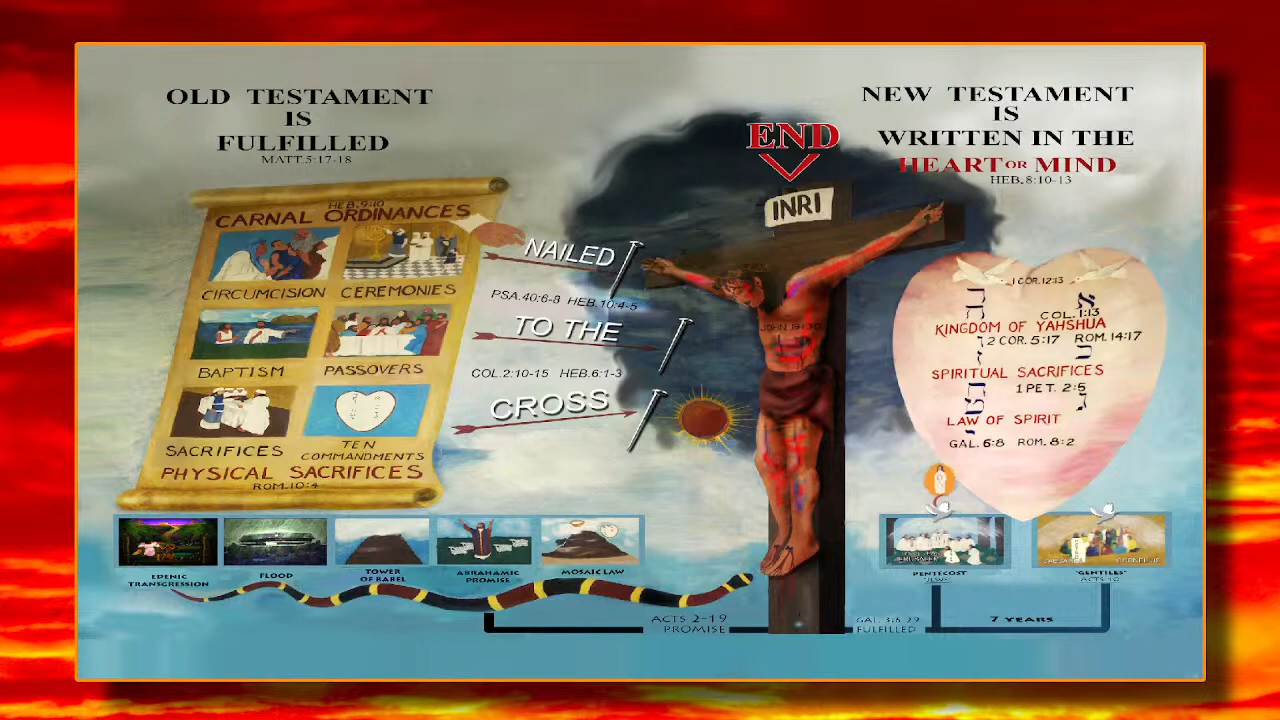 OLD TESTAMENT
IS
FULFILLED
MATT.5:17-18
HEB.9:10
CARNAL ORDINANCES
CIRCUMCISION
CEREMONIES
BAPTISM
PASSOVERS
SACRIFICES
TEN
COMMANDMENTS
PHYSICAL SACRIFICES
ROM.10:4
NAILED
PSA.40:6-8 HEB.10:4-5
TO THE
COL.2:10-15 HEB.6:1-3
CROSS
END
INRI
JOHN 19:30
NEW TESTAMENT
IS
WRITTEN IN THE
HEART OR MIND
HEB.8:10-13
1 COR.12:13
COL.1:13
KINGDOM OF YAHSHUA
2 COR. 5:17 ROM.14:17
SPIRITUAL SACRIFICES
1 PET. 2:5
LAW OF SPIRIT
GAL. 6:8 ROM. 8:2
EDENIC
TRANSGRESSION
FLOOD
TOWER
OF BABEL
ABRAHAMIC
PROMISE
MOSAIC LAW
PENTECOST
"GENTILES"
ACTS 10
ACTS 2-19
PROMISE
FULFILLED
7 YEARS